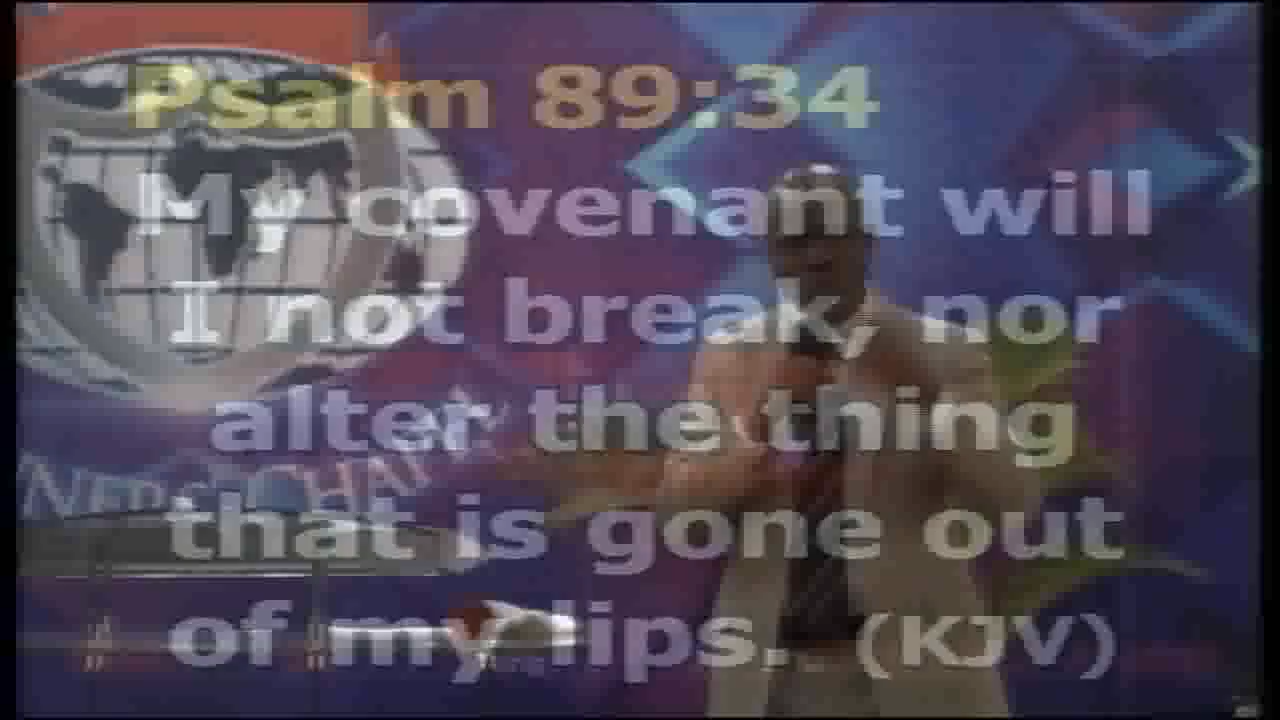 Psalm 89:34
My covenant will
I not break, nor
alter the thing
that is gone out
of my lips. (KJV)